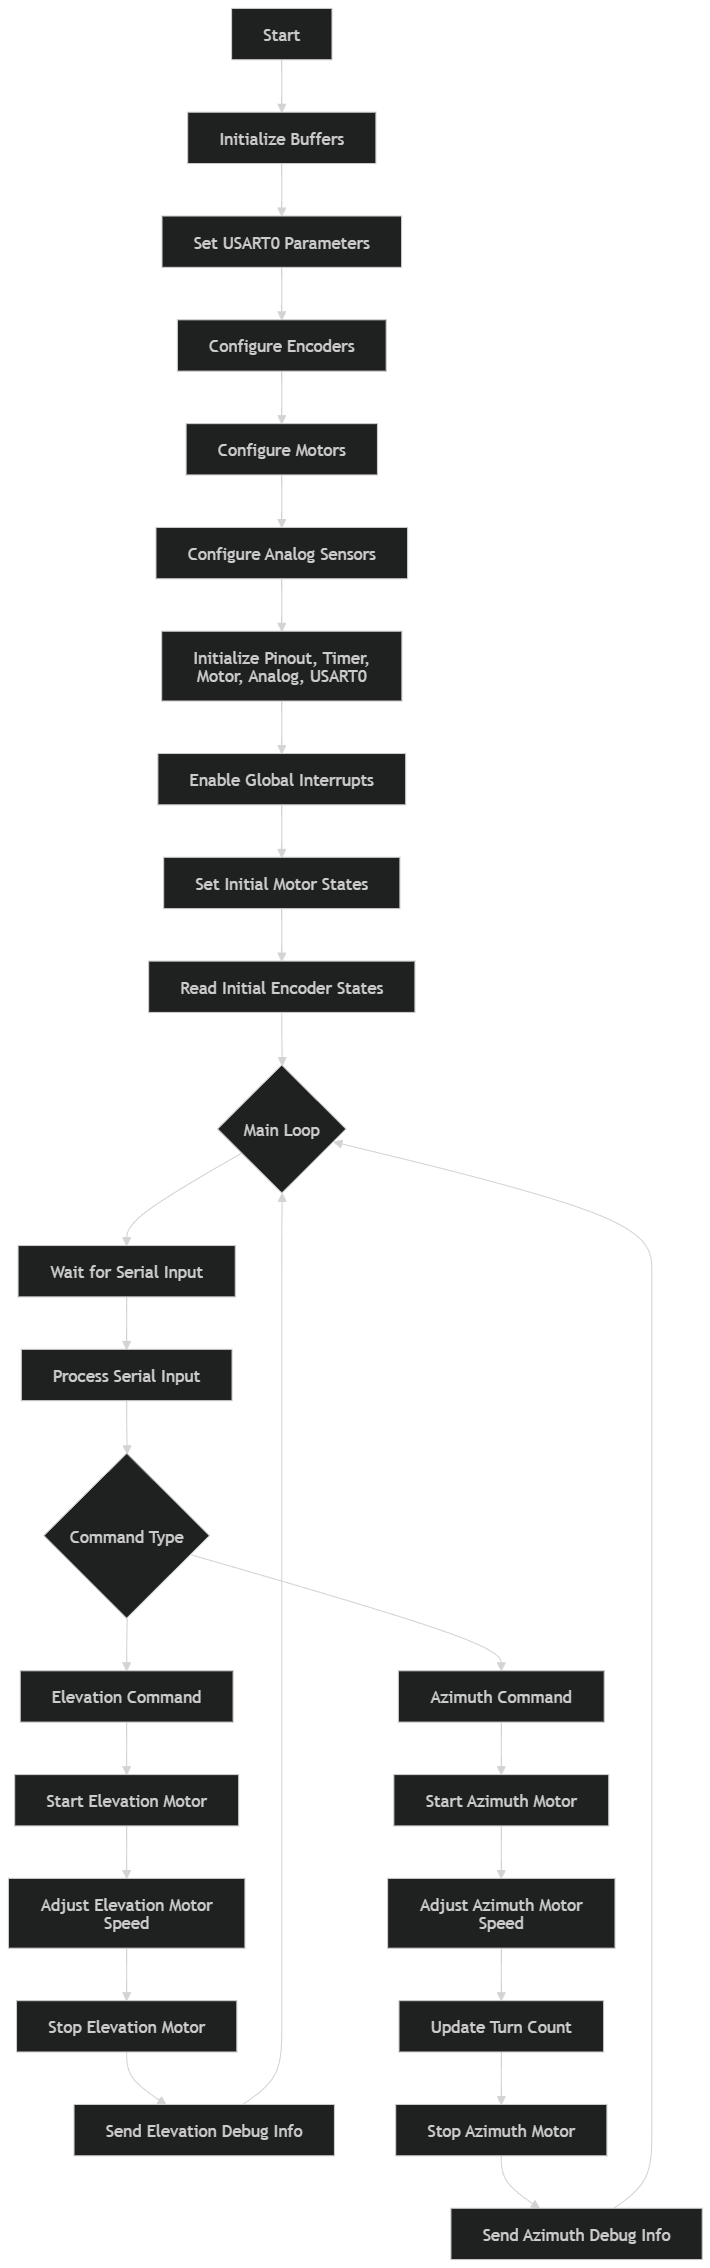 Start
Initialize Buffers
Set USART0 Parameters
Configure Encoders
Configure Motors
Configure Analog Sensors
Initialize Pinout, Timer,
Motor, Analog, USART0
Enable Global Interrupts
Set Initial Motor States
Read Initial Encoder States
Main Loop
Wait for Serial Input
Process Serial Input
Command Type
Elevation Command
Start Elevation Motor
Adjust Elevation Motor
Speed
Stop Elevation Motor
Send Elevation Debug Info
Azimuth Command
Start Azimuth Motor
Adjust Azimuth Motor
Speed
Update Turn Count
Stop Azimuth Motor
Send Azimuth Debug Info